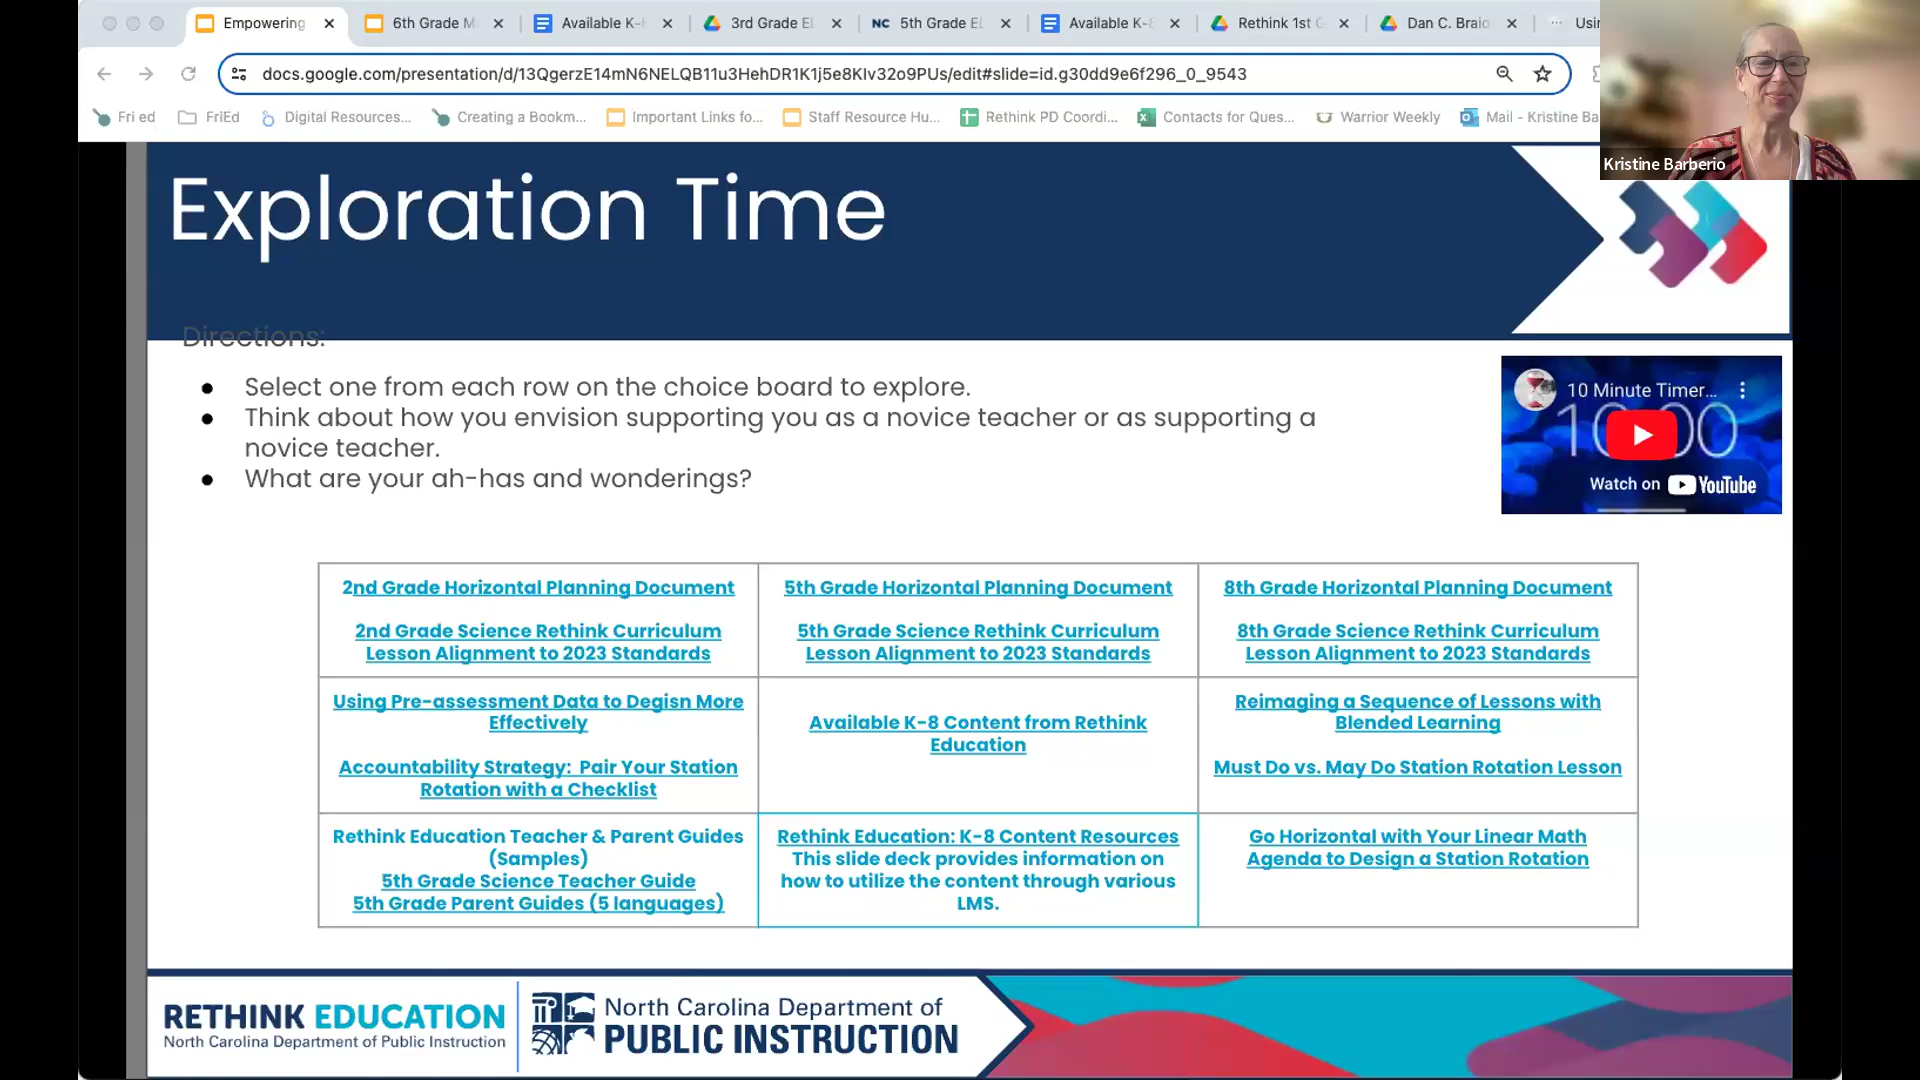 Empowering
6th Grade M
Available K-8
3rd Grade El
NC 5th Grade El
Available K-8
Rethink 1st G
Dan C. Braid
Usin
docs.google.com/presentation/d/13QgerzE14mN6NELQB11u3HehDR1K1j5e8KIv32o9PUs/edit#slide=id.g30dd9e6f296_0_9543
Fri ed
FriEd
Digital Resources...
Creating a Bookm...
Important Links fo...
Staff Resource Hu...
Rethink PD Coordi...
Contacts for Ques...
Warrior Weekly
Mail - Kristine Ba
Kristine Barberio
Exploration Time
Directions:
● Select one from each row on the choice board to explore.
● Think about how you envision supporting you as a novice teacher or as supporting a
novice teacher.
● What are your ah-has and wonderings?
10 Minute Timer...
10:00
Watch on YouTube
2nd Grade Horizontal Planning Document
2nd Grade Science Rethink Curriculum
Lesson Alignment to 2023 Standards
5th Grade Horizontal Planning Document
5th Grade Science Rethink Curriculum
Lesson Alignment to 2023 Standards
8th Grade Horizontal Planning Document
8th Grade Science Rethink Curriculum
Lesson Alignment to 2023 Standards
Using Pre-assessment Data to Degisn More
Effectively
Accountability Strategy: Pair Your Station
Rotation with a Checklist
Available K-8 Content from Rethink
Education
Reimaging a Sequence of Lessons with
Blended Learning
Must Do vs. May Do Station Rotation Lesson
Rethink Education Teacher & Parent Guides
(Samples)
5th Grade Science Teacher Guide
5th Grade Parent Guides (5 languages)
Rethink Education: K-8 Content Resources
This slide deck provides information on
how to utilize the content through various
LMS.
Go Horizontal with Your Linear Math
Agenda to Design a Station Rotation
RETHINK EDUCATION
North Carolina Department of Public Instruction
North Carolina Department of
PUBLIC INSTRUCTION